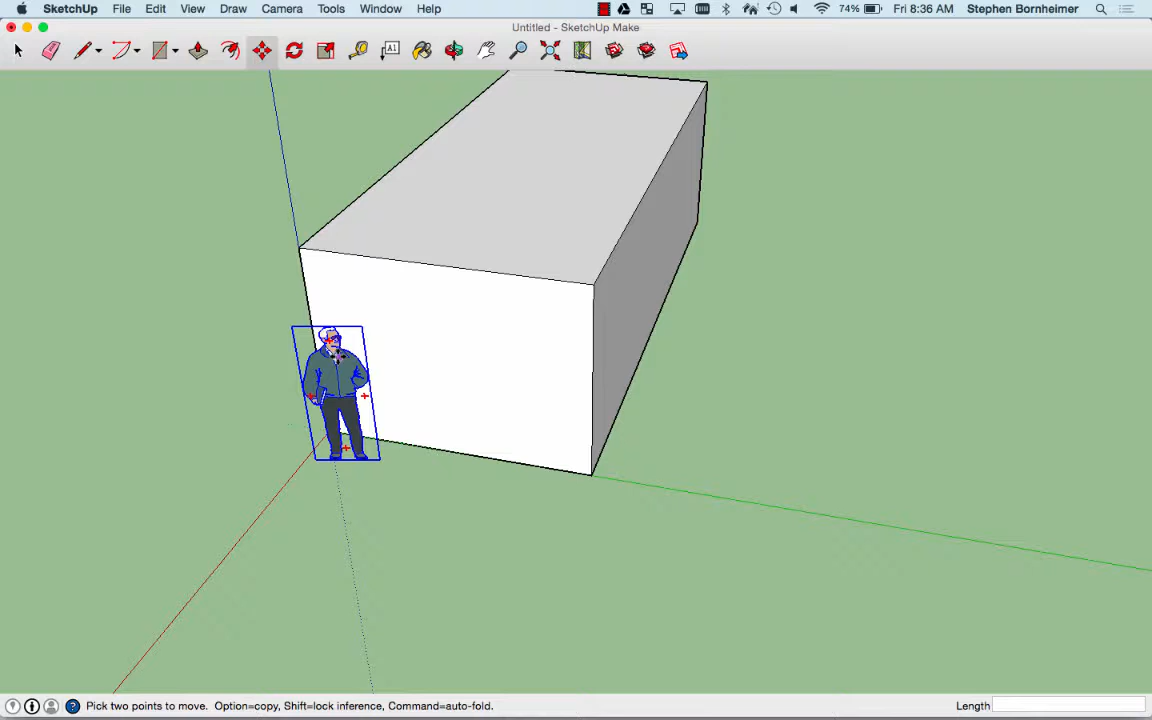 SketchUp File Edit View Draw Camera Tools Window Help 74% Fri 8:36 AM Stephen Bornheimer
Untitled - SketchUp Make
A1
Pick two points to move. Option=copy, Shift=lock inference, Command=auto-fold. Length